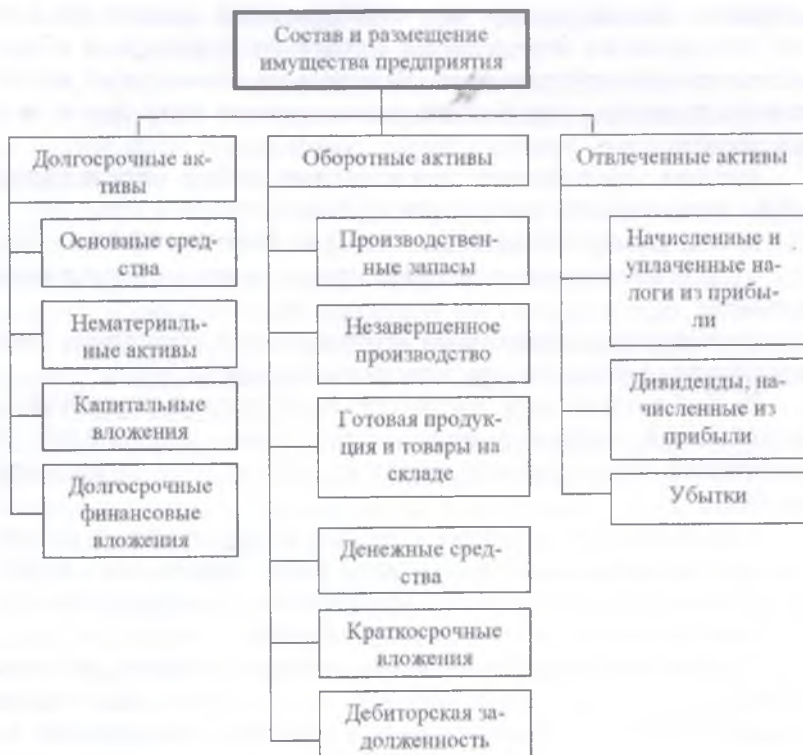 Состав и размещение
имущества предприятия
Долгосрочные ак-
тивы
Основные сред-
ства
Нематериаль-
ные активы
Капитальные
вложения
Долгосрочные
финансовые
вложения
Оборотные активы
Производствен-
ные запасы
Незавершенное
производство
Готовая продук-
ция и товары на
складе
Денежные сред-
ства
Краткосрочные
вложения
Дебиторская за-
долженность
Отвлеченные активы
Начисленные и
уплаченные на-
логи из прибы-
ли
Дивиденды, на-
численные из
прибыли
Убытки